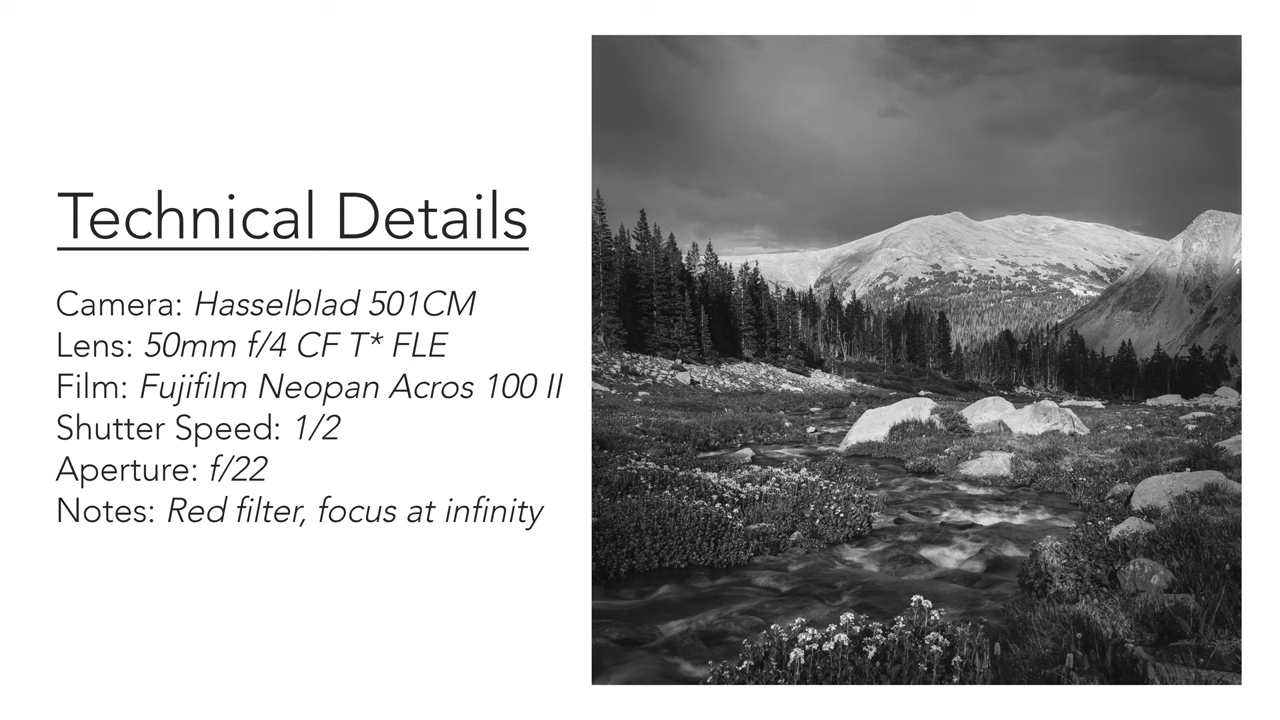 Technical Details
Camera: Hasselblad 501CM
Lens: 50mm f/4 CF T* FLE
Film: Fujifilm Neopan Acros 100 II
Shutter Speed: 1/2
Aperture: f/22
Notes: Red filter, focus at infinity